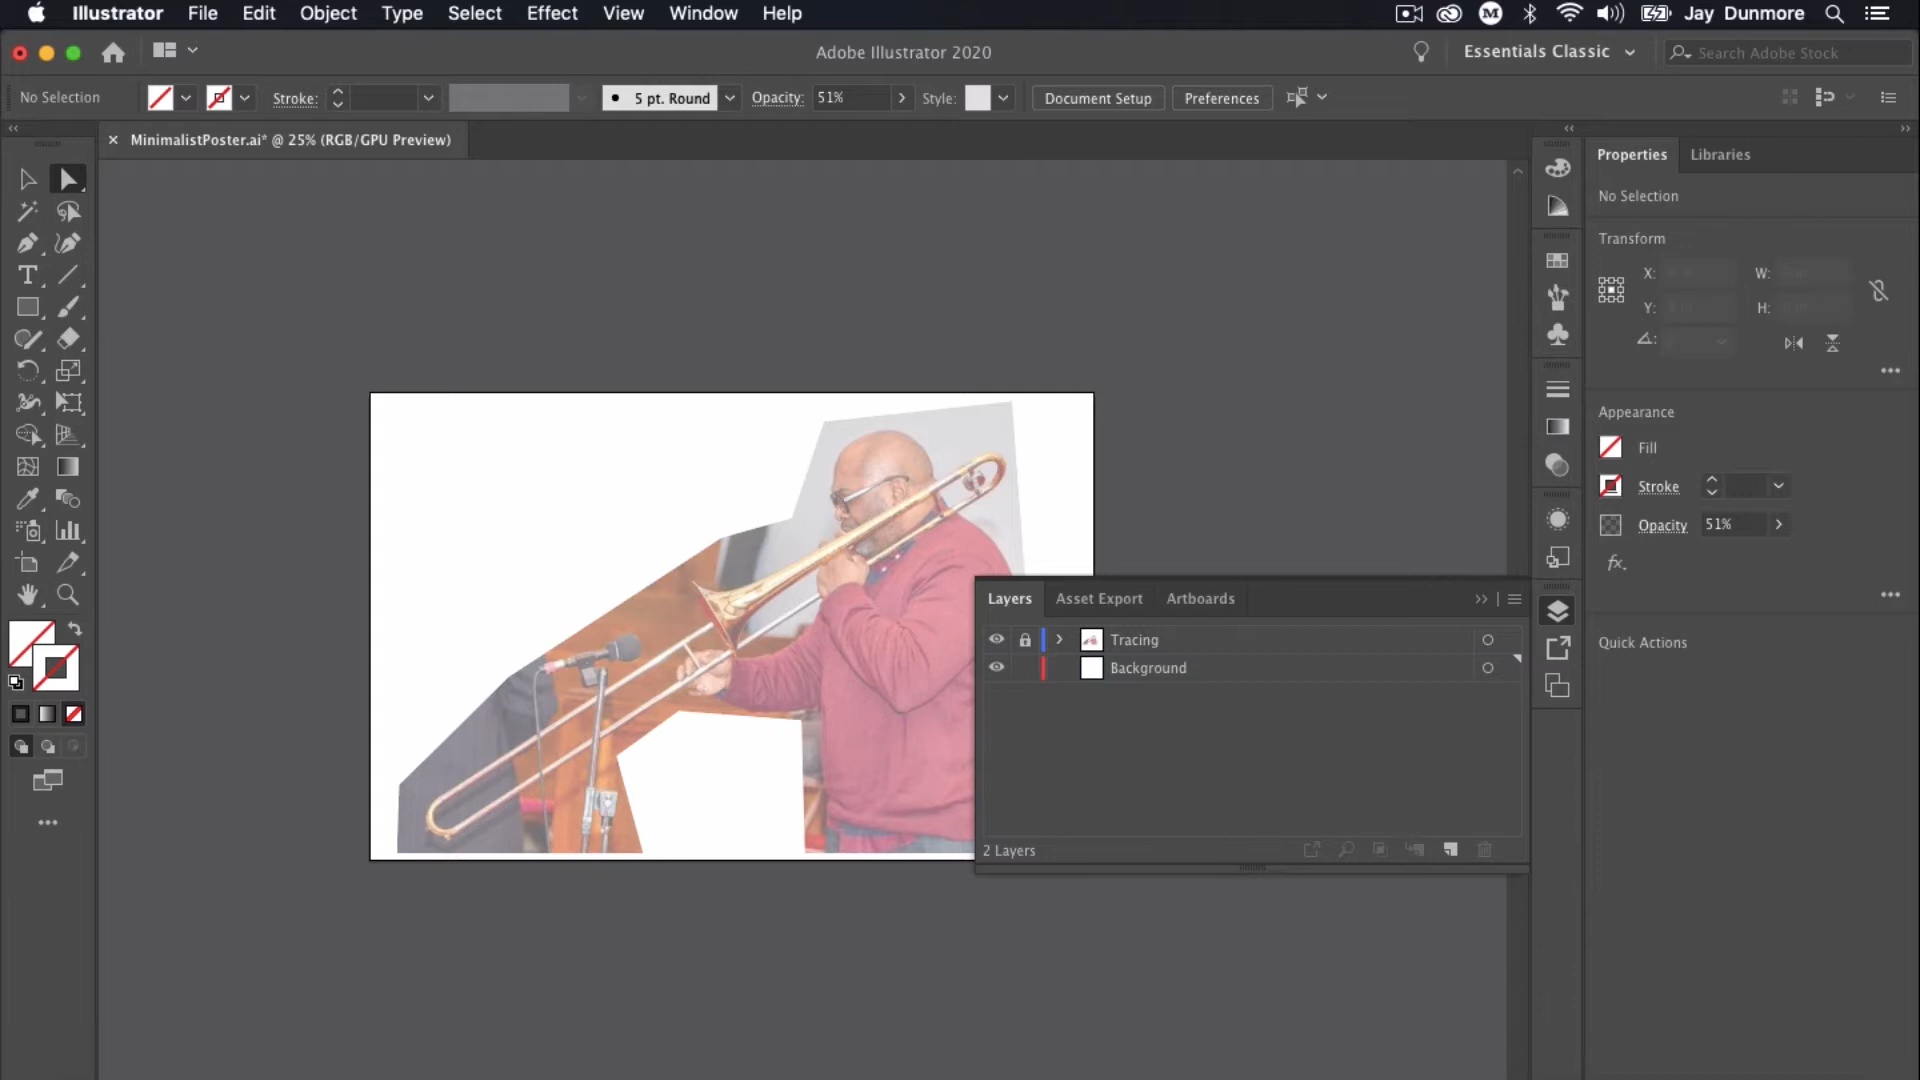 Illustrator File Edit Object Type Select Effect View Window Help M Jay Dunmore
Adobe Illustrator 2020 Essentials Classic Search Adobe Stock
No Selection Stroke: 5 pt. Round Opacity: 51% Style: Document Setup Preferences
MinimalistPoster.ai* @ 25% (RGB/GPU Preview)
Properties Libraries
No Selection
Transform
X: W:
Y: H:
Appearance
Fill
Stroke
Opacity 51%
fx.
Quick Actions
Layers Asset Export Artboards
Tracing
Background
2 Layers